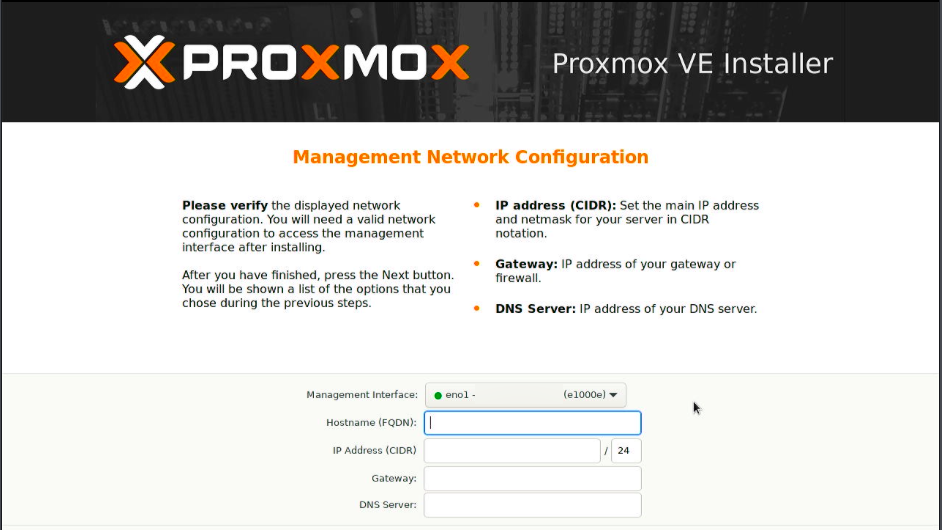 PROXMOX
Proxmox VE Installer
Management Network Configuration
Please verify the displayed network
configuration. You will need a valid network
configuration to access the management
interface after installing.
After you have finished, press the Next button.
You will be shown a list of the options that you
chose during the previous steps.
IP address (CIDR): Set the main IP address
and netmask for your server in CIDR
notation.
Gateway: IP address of your gateway or
firewall.
DNS Server: IP address of your DNS server.
Management Interface: eno1 - (e1000e)
Hostname (FQDN):
IP Address (CIDR) / 24
Gateway:
DNS Server: